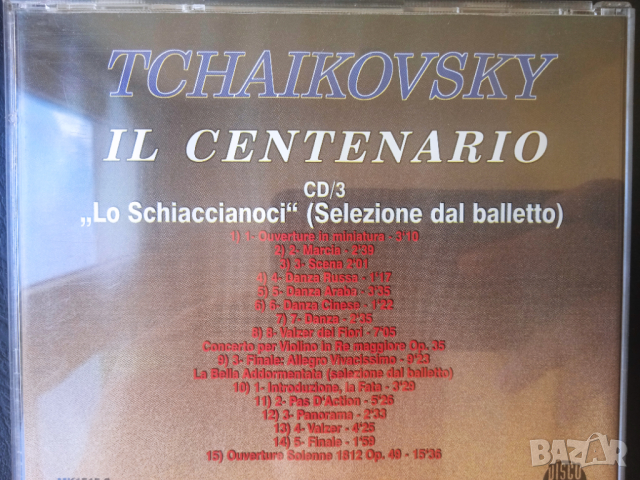 TCHAIKOVSKY
IL CENTENARIO
CD/3
„Lo Schiaccianoci“ (Selezione dal balletto)
1) 1- Ouverture in miniatura - 3'10
2) 2- Marcia - 2'39
3) 3- Scena 2'01
4) 4- Danza Russa - 1'17
5) 5- Danza Araba - 3'35
6) 6- Danza Cinese - 1'22
7) 7- Danza - 2'35
8) 8- Valzer dei Fiori - 7'05
Concerto per Violino in Re maggiore Op. 35
9) 3- Finale: Allegro Vivacissimo - 9'23
La Bella Addormentata (selezione dal balletto)
10) 1- Introduzione, la Fata - 3'29
11) 2- Pas D'Action - 5'26
12) 3- Panorama - 2'33
13) 4- Valzer - 4'25
14) 5- Finale - 1'59
15) Ouverture Solenne 1812 Op. 49 - 15'36
DISCO
BAZAR